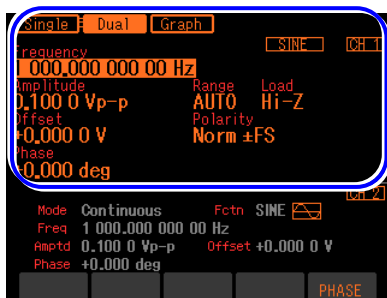 Single Dual Graph
SINE CH 1
Frequency
1 000.000 000 00 Hz
Amplitude Range Load
0.100 0 Vp-p AUTO Hi-Z
Offset Polarity
+0.000 0 V Norm ±FS
Phase
+0.000 deg
CH 2
Mode Continuous Fctn SINE
Freq 1 000.000 000 00 Hz
Amptd 0.100 0 Vp-p Offset +0.000 0 V
Phase +0.000 deg
PHASE